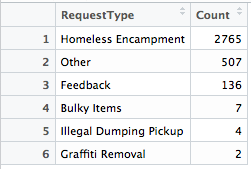 RequestType Count
1 Homeless Encampment 2765
2 Other 507
3 Feedback 136
4 Bulky Items 7
5 Illegal Dumping Pickup 4
6 Graffiti Removal 2